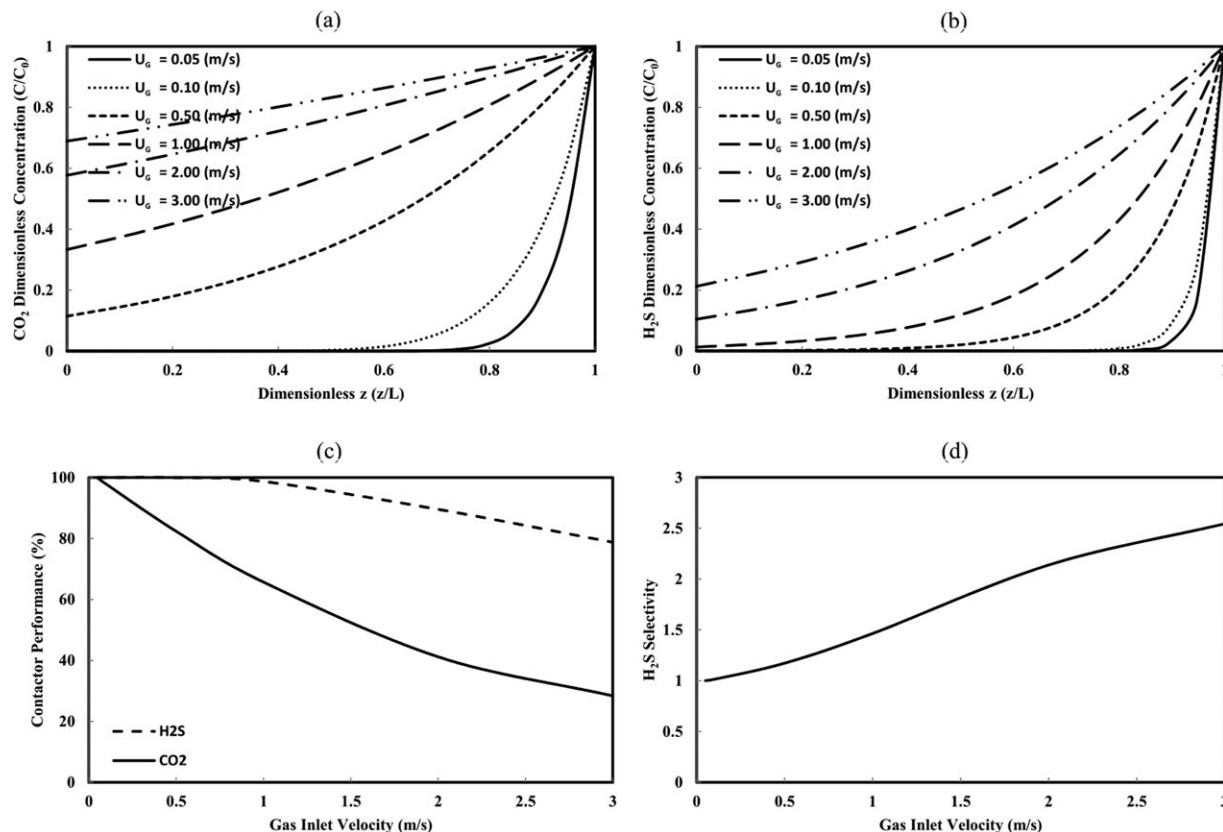 (a)
CO₂ Dimensionless Concentration (C/C₀)
1
0.8
0.6
0.4
0.2
0
U_G = 0.05 (m/s)
U_G = 0.10 (m/s)
U_G = 0.50 (m/s)
U_G = 1.00 (m/s)
U_G = 2.00 (m/s)
U_G = 3.00 (m/s)
0 0.2 0.4 0.6 0.8 1
Dimensionless z (z/L)
(b)
H₂S Dimensionless Concentration (C/C₀)
1
0.8
0.6
0.4
0.2
0
U_G = 0.05 (m/s)
U_G = 0.10 (m/s)
U_G = 0.50 (m/s)
U_G = 1.00 (m/s)
U_G = 2.00 (m/s)
U_G = 3.00 (m/s)
0 0.2 0.4 0.6 0.8 1
Dimensionless z (z/L)
(c)
Contactor Performance (%)
100
80
60
40
20
0
H2S
CO2
0 0.5 1 1.5 2 2.5 3
Gas Inlet Velocity (m/s)
(d)
H₂S Selectivity
3
2.5
2
1.5
1
0.5
0
0 0.5 1 1.5 2 2.5 3
Gas Inlet Velocity (m/s)